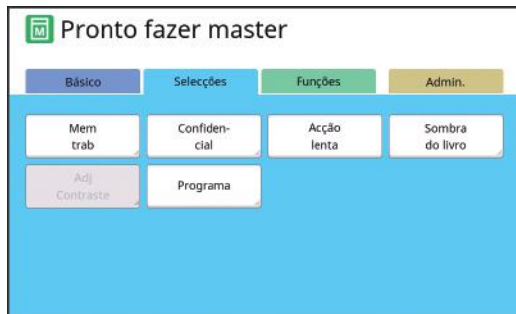 M
Pronto fazer master
Básico
Selecções
Funções
Admin.
Mem
trab
Confiden-
cial
Acção
lenta
Sombra
do livro
Adj
Contraste
Programa